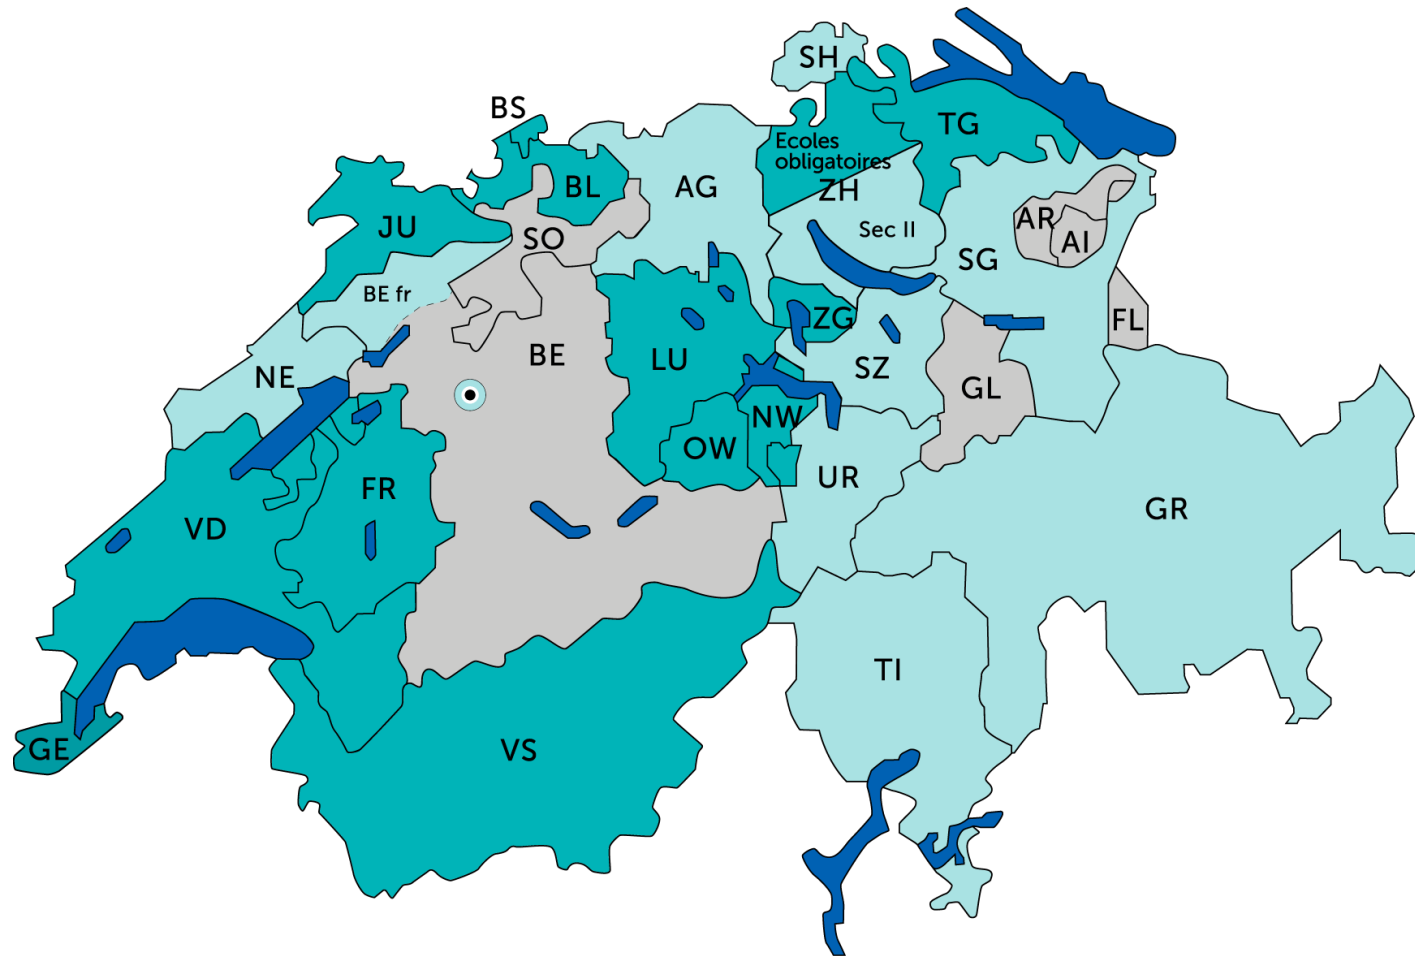 SH
BS
TG
Ecoles
obligatoires
ZH
BL
AG
JU
SO
Sec II
AR
AI
SG
BE fr
ZG
FL
NE
BE
LU
SZ
GL
NW
OW
FR
UR
VD
GR
TI
GE
VS